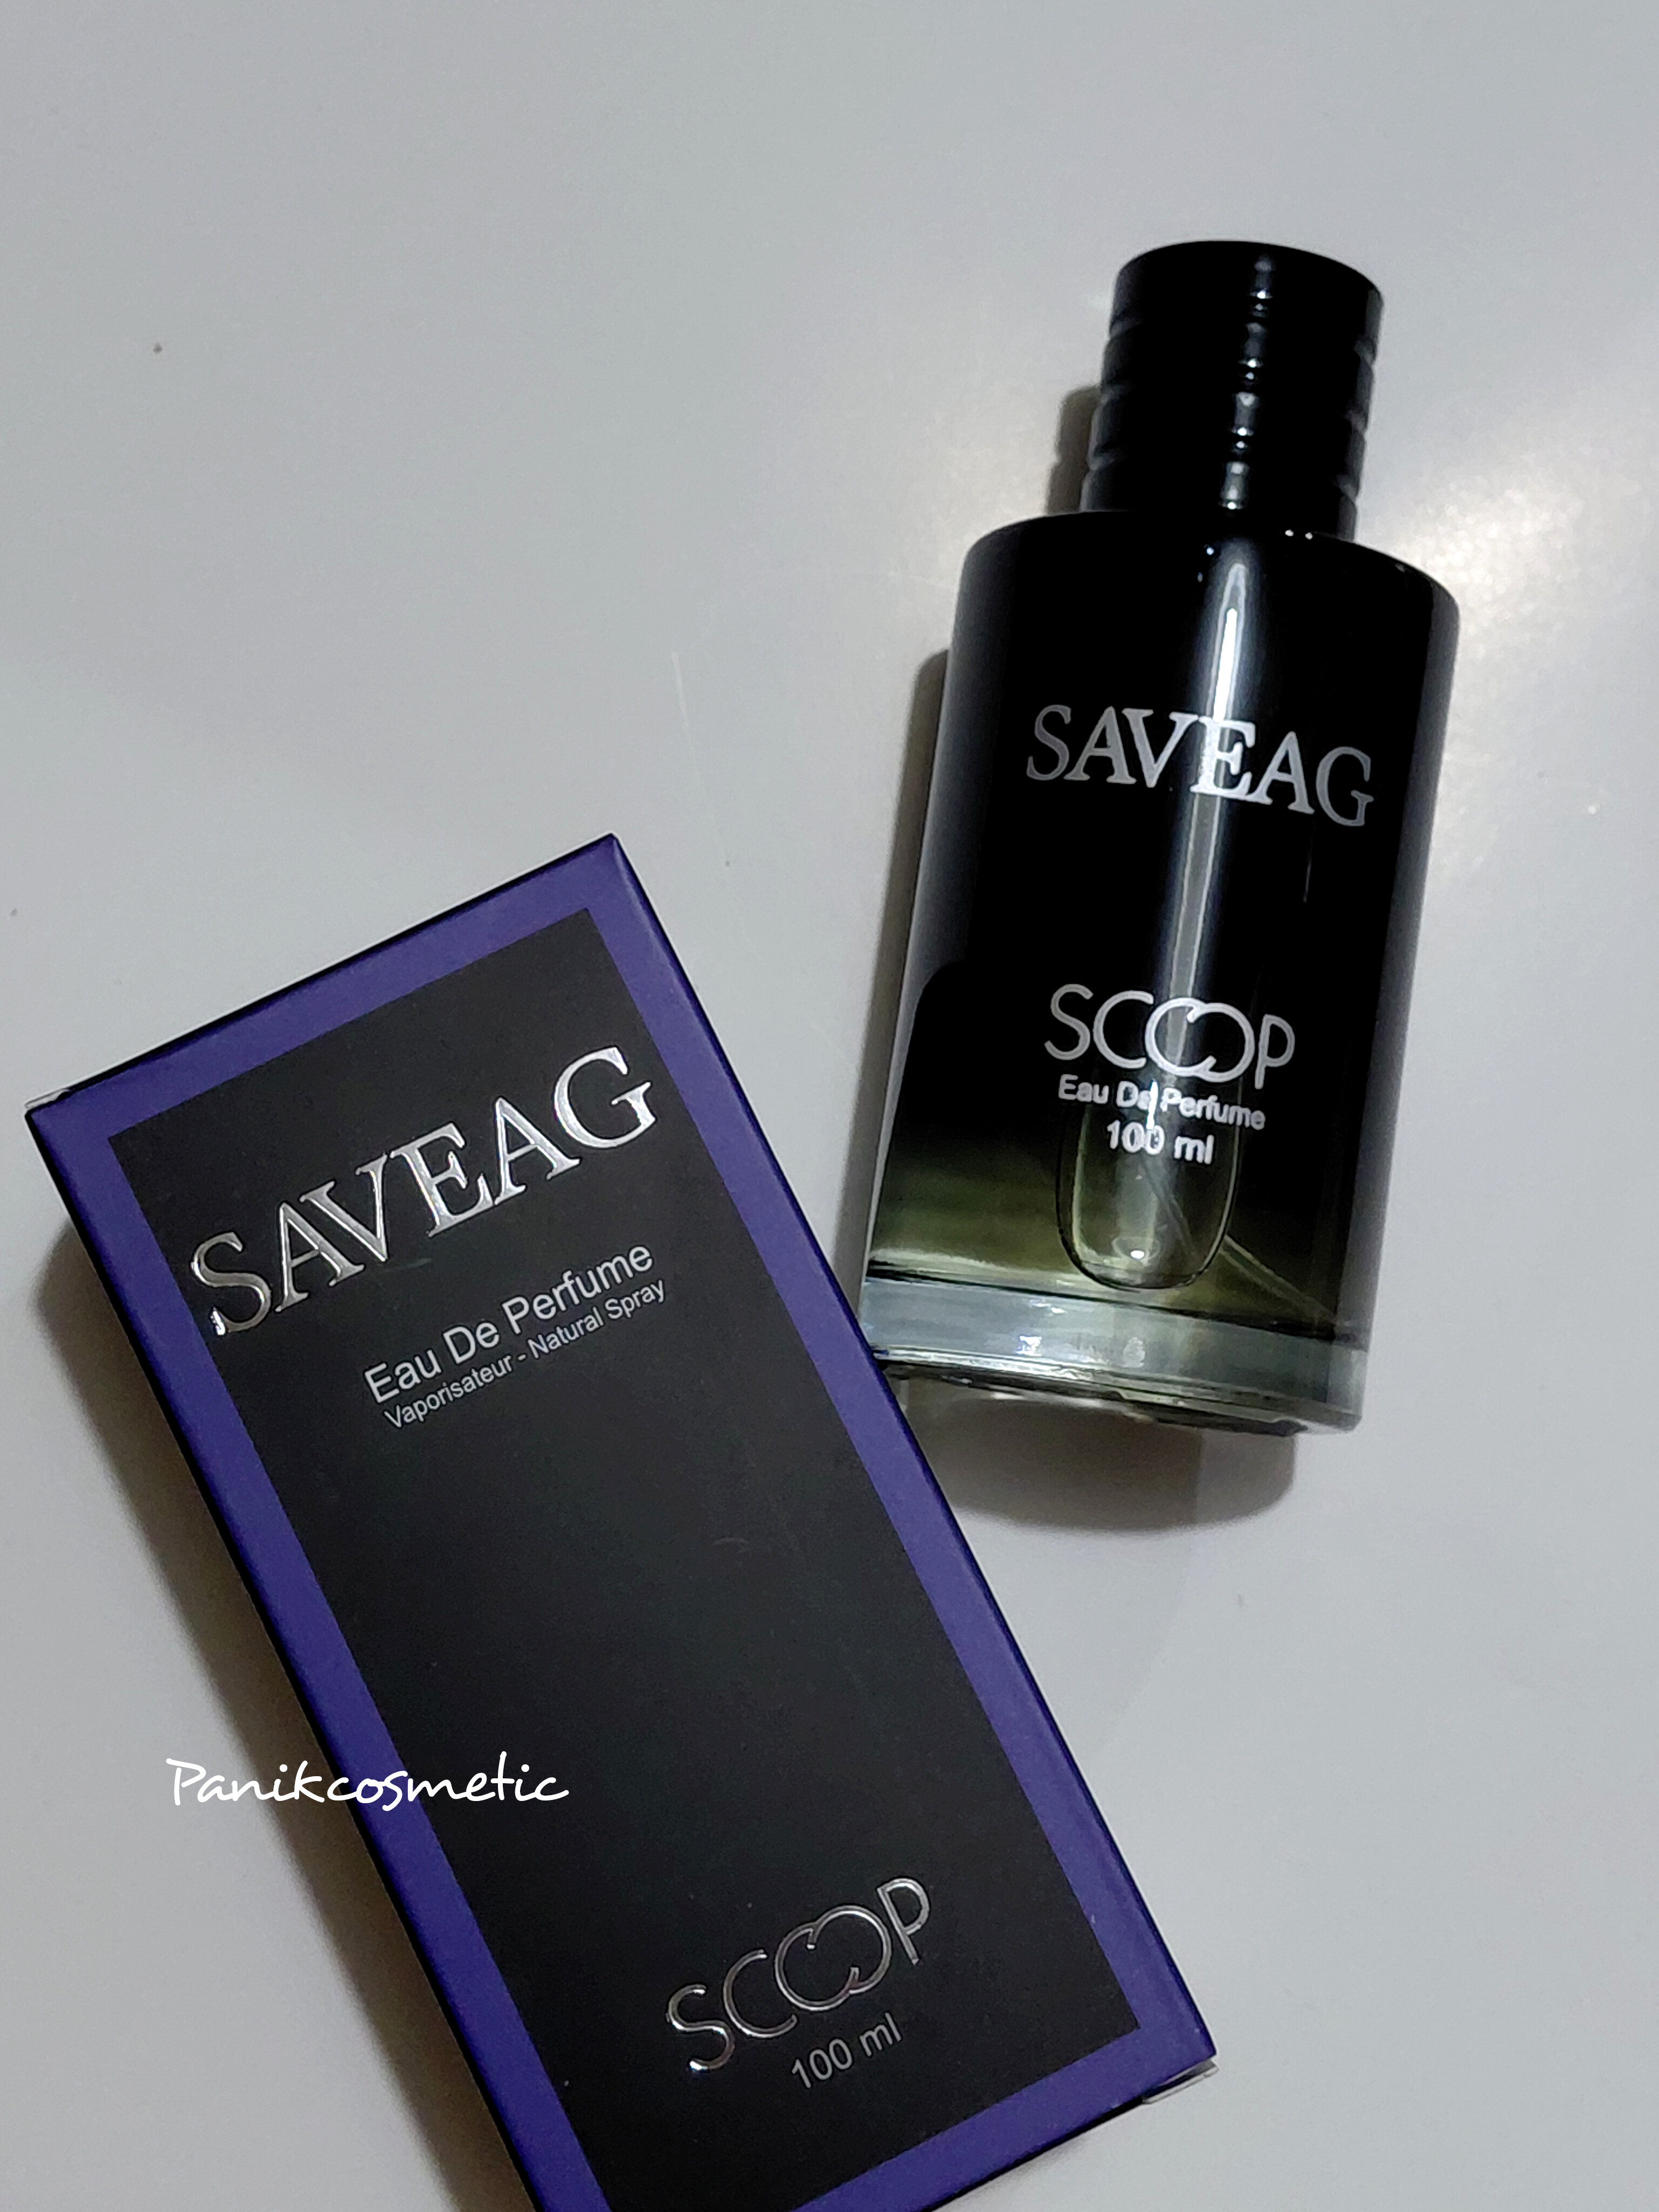 SAVEAG
SCOOP
Eau De Perfume
100 ml
SAVEAG
Eau De Perfume
Vaporisateur - Natural Spray
Panikcosmetic
SCOOP
100 ml